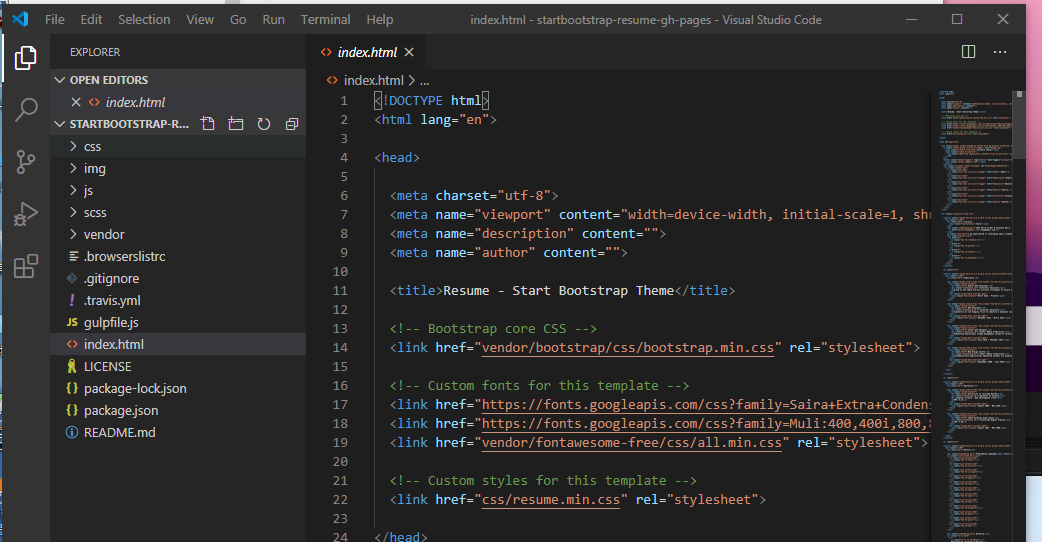 File Edit Selection View Go Run Terminal Help index.html - startbootstrap-resume-gh-pages - Visual Studio Code
EXPLORER
OPEN EDITORS
index.html
STARTBOOTSTRAP-R...
css
img
js
scss
vendor
.browserslistrc
.gitignore
.travis.yml
JS gulpfile.js
index.html
LICENSE
package-lock.json
package.json
README.md
index.html
index.html > ...
1 <!DOCTYPE html>
2 <html lang="en">
3
4 <head>
5
6 <meta charset="utf-8">
7 <meta name="viewport" content="width=device-width, initial-scale=1, shr
8 <meta name="description" content="">
9 <meta name="author" content="">
10
11 <title>Resume - Start Bootstrap Theme</title>
12
13 <!-- Bootstrap core CSS -->
14 <link href="vendor/bootstrap/css/bootstrap.min.css" rel="stylesheet">
15
16 <!-- Custom fonts for this template -->
17 <link href="https://fonts.googleapis.com/css?family=Saira+Extra+Condens
18 <link href="https://fonts.googleapis.com/css?family=Muli:400,400i,800,
19 <link href="vendor/fontawesome-free/css/all.min.css" rel="stylesheet">
20
21 <!-- Custom styles for this template -->
22 <link href="css/resume.min.css" rel="stylesheet">
23
24 </head>